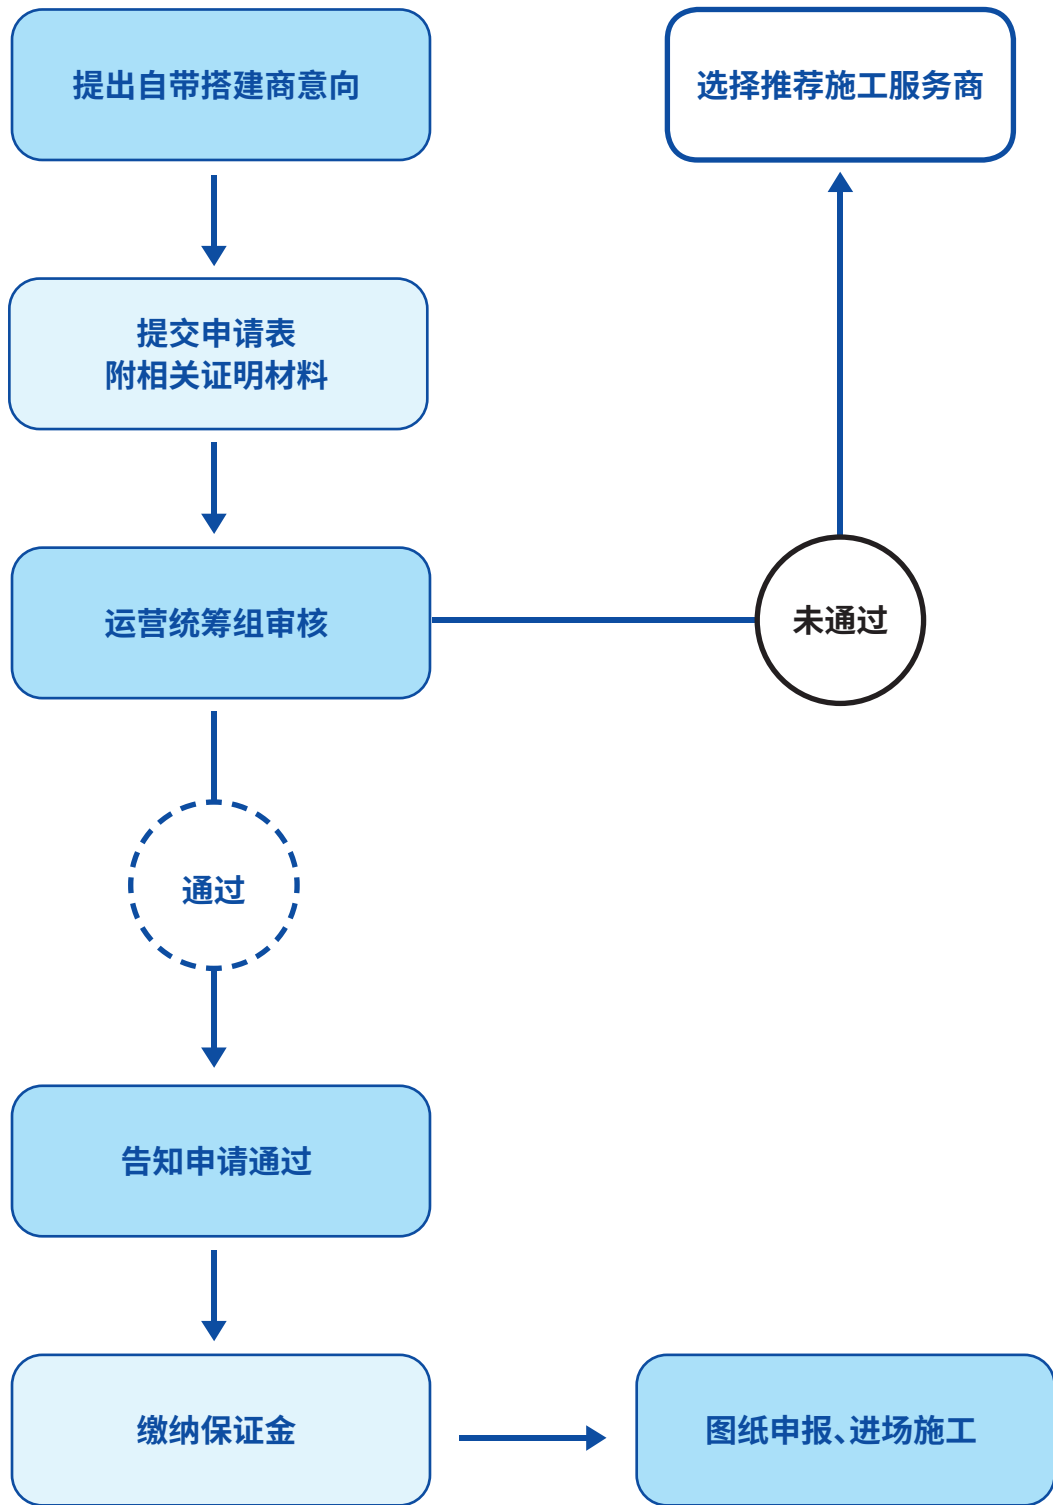 提出自带搭建商意向
选择推荐施工服务商
提交申请表
附相关证明材料
运营统筹组审核
未通过
通过
告知申请通过
缴纳保证金
图纸申报、进场施工